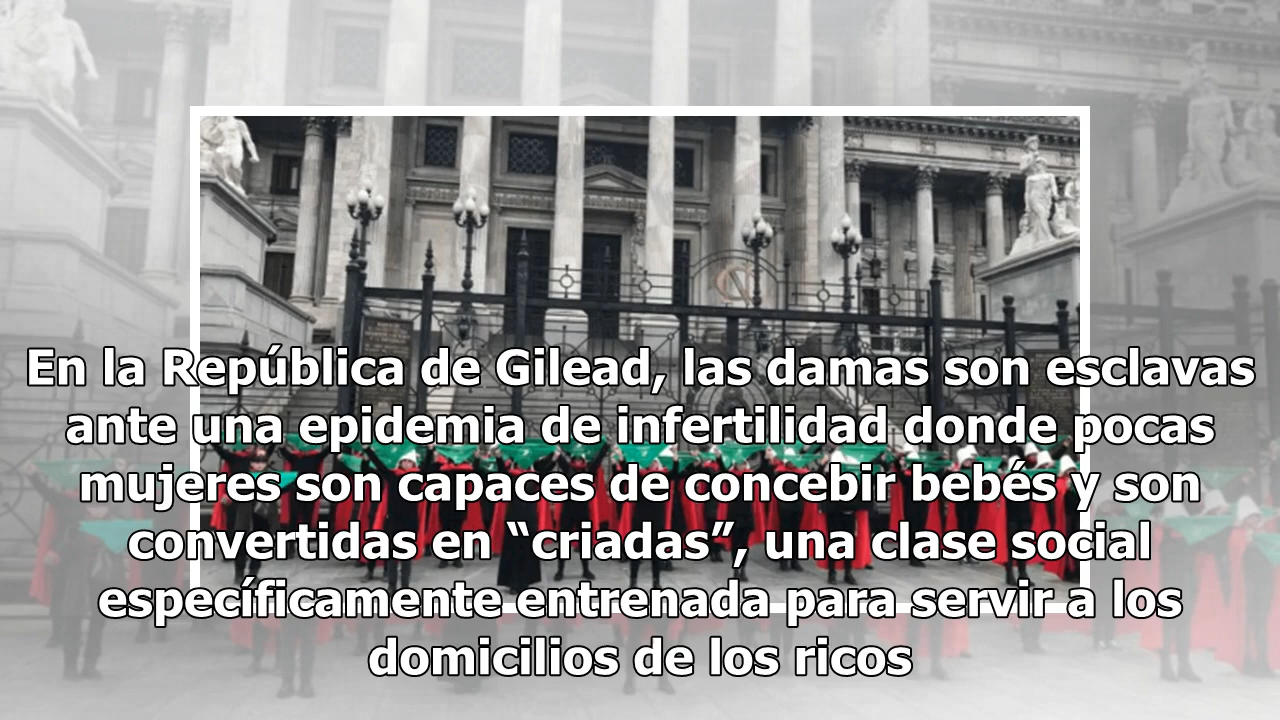 En la República de Gilead, las damas son esclavas
ante una epidemia de infertilidad donde pocas
mujeres son capaces de concebir bebés y son
convertidas en “criadas”, una clase social
específicamente entrenada para servir a los
domicilios de los ricos